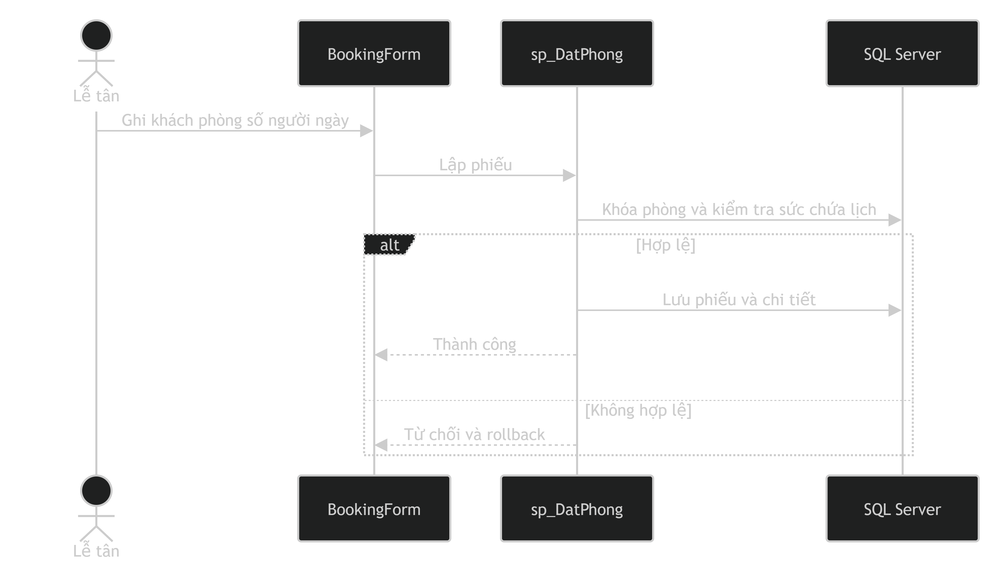 Lễ tân
BookingForm
sp_DatPhong
SQL Server
Ghi khách phòng số người ngày
Lập phiếu
Khóa phòng và kiểm tra sức chứa lịch
alt
[Hợp lệ]
Lưu phiếu và chi tiết
Thành công
[Không hợp lệ]
Từ chối và rollback
BookingForm
sp_DatPhong
SQL Server
Lễ tân